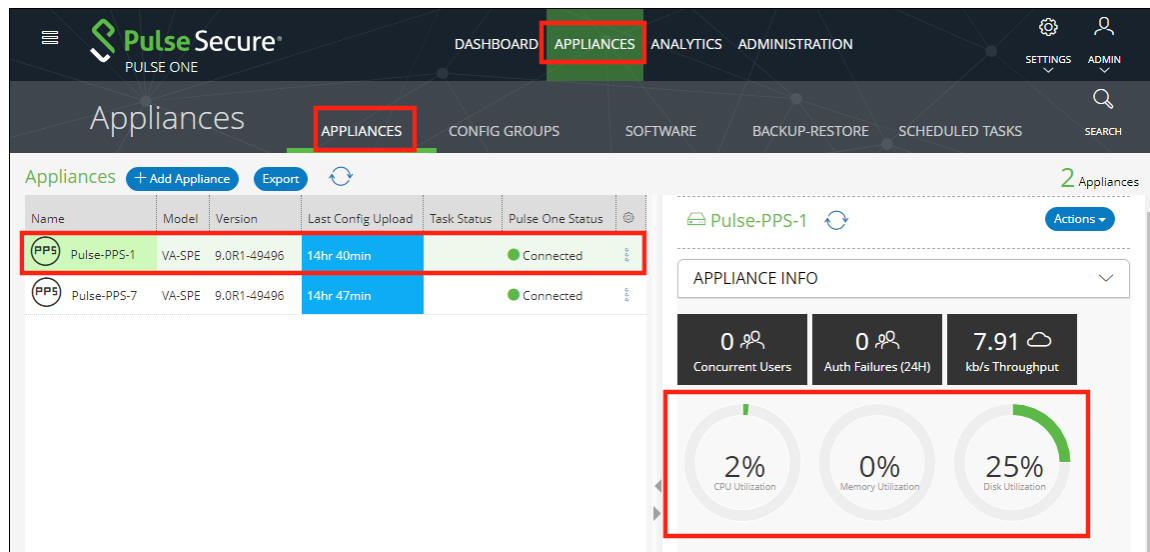 Pulse Secure®
PULSE ONE
DASHBOARD APPLIANCES ANALYTICS ADMINISTRATION
SETTINGS ADMIN
Appliances
APPLIANCES CONFIG GROUPS SOFTWARE BACKUP-RESTORE SCHEDULED TASKS
SEARCH
Appliances + Add Appliance Export
2 Appliances
Name Model Version Last Config Upload Task Status Pulse One Status
PPS Pulse-PPS-1 VA-SPE 9.0R1-49496 14hr 40min Connected
PPS Pulse-PPS-7 VA-SPE 9.0R1-49496 14hr 47min Connected
Pulse-PPS-1 Actions
APPLIANCE INFO
0 0 7.91
Concurrent Users Auth Failures (24H) kb/s Throughput
2% 0% 25%
CPU Utilization Memory Utilization Disk Utilization